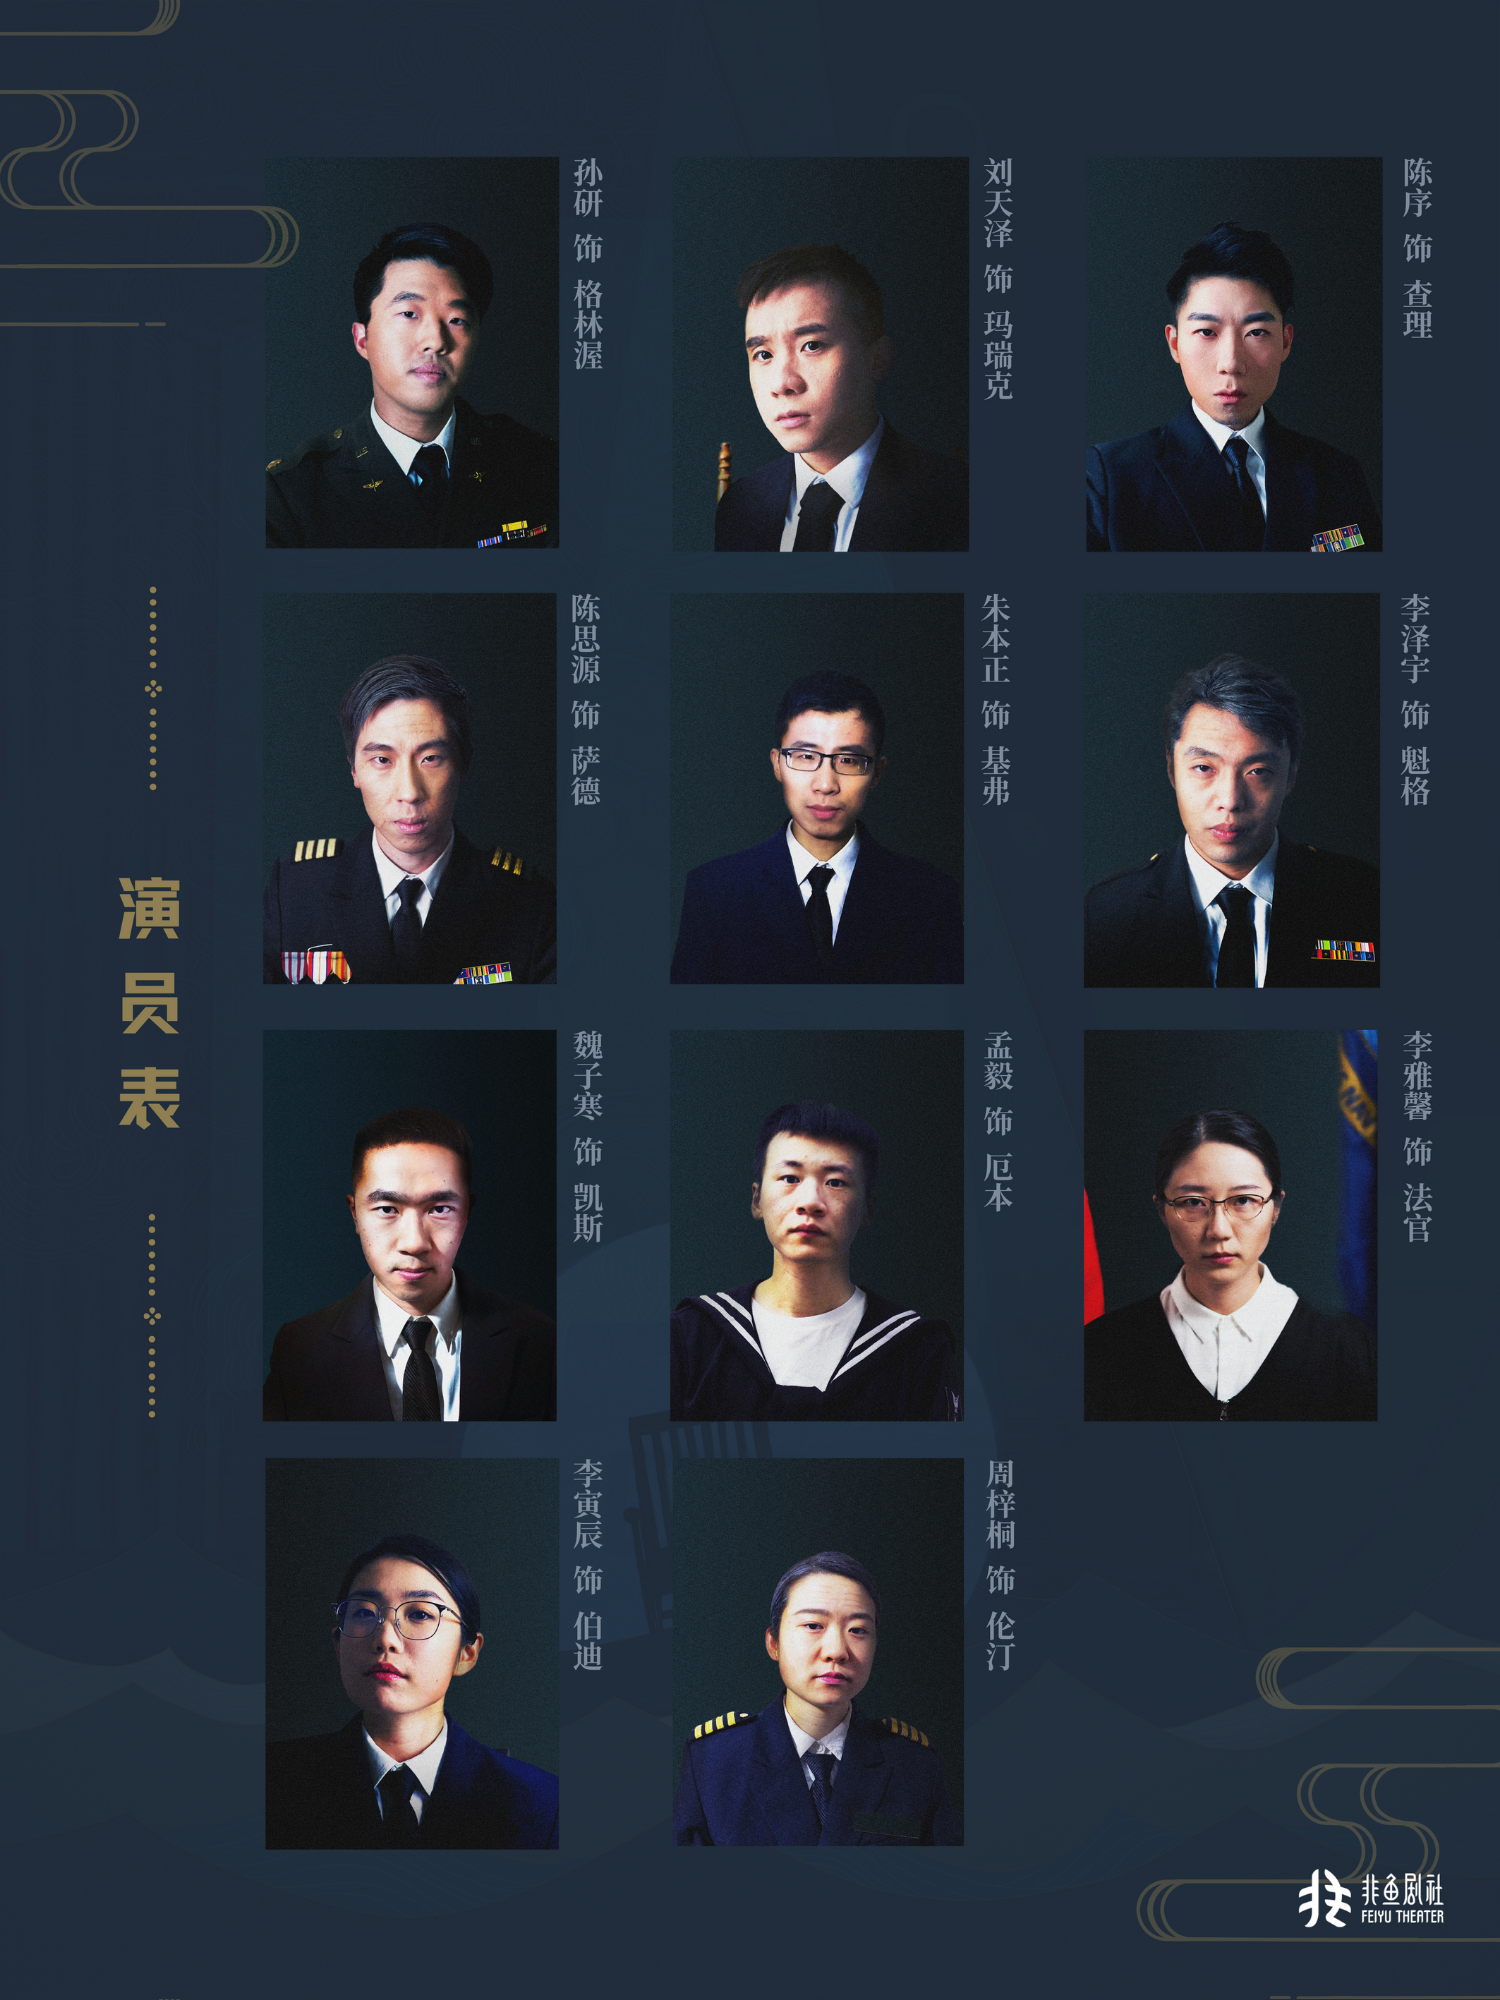 演员表
孙研 饰 格林渥
刘天泽 饰 玛瑞克
陈序 饰 查理
陈思源 饰 萨德
朱本正 饰 基弗
李泽宇 饰 魁格
魏子寒 饰 凯斯
孟毅 饰 厄本
李雅馨 饰 法官
李寅辰 饰 伯迪
周梓桐 饰 伦汀
非鱼剧社
FEIYU THEATER